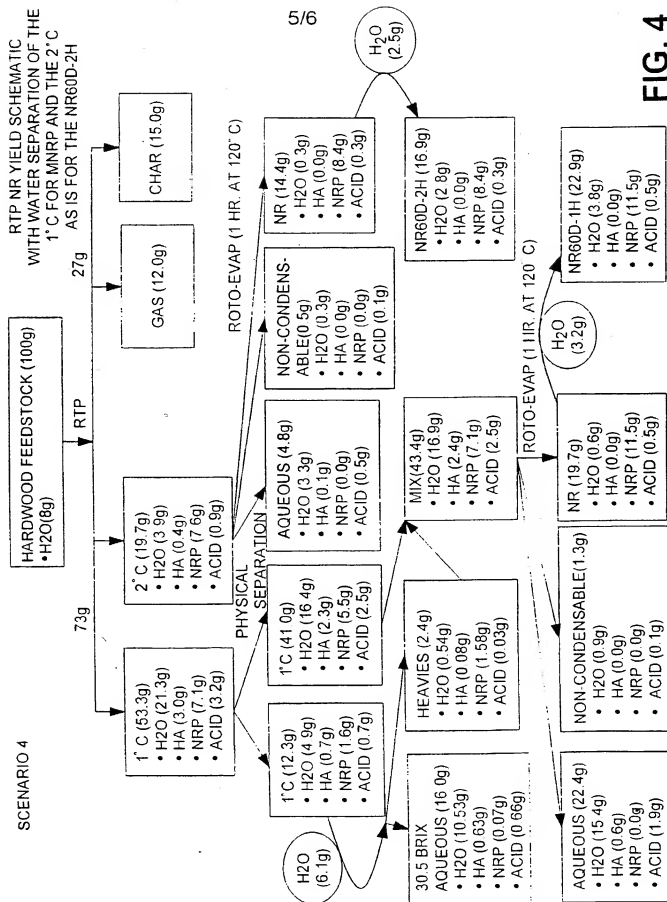 5/6
SCENARIO 4
RTP NR YIELD SCHEMATIC
WITH WATER SEPARATION OF THE
1°C FOR MNRP AND THE 2°C
AS IS FOR THE NR60D-2H
HARDWOOD FEEDSTOCK (100g)
•H2O(8g)
RTP
73g
27g
1°C (53.3g)
• H2O (21.3g)
• HA (3.0g)
• NRP (7.1g)
• ACID (3.2g)
2°C (19.7g)
• H2O (3 9g)
• HA (0.4g)
• NRP (7.6g)
• ACID (0.9g)
GAS (12.0g)
CHAR (15.0g)
PHYSICAL
SEPARATION
ROTO-EVAP (1 HR. AT 120°C)
1°C (12.3g)
• H2O (4 9g)
• HA (0.7g)
• NRP (1.6g)
• ACID (0.7g)
1°C (41 0g)
• H2O (16 4g)
• HA (2.3g)
• NRP (5.5g)
• ACID (2.5g)
AQUEOUS (4.8g)
• H2O (3.3g)
• HA (0.1g)
• NRP (0.0g)
• ACID (0.5g)
NON-CONDENS-
ABLE(0 5g)
• H2O (0.3g)
• HA (0 0g)
• NRP (0.0g)
• ACID (0.1g)
NR (14.4g)
• H2O (0.3g)
• HA (0.0g)
• NRP (8.4g)
• ACID (0.3g)
H2O
(2.5g)
H2O
(6.1g)
30.5 BRIX
AQUEOUS (16 0g)
• H2O (10.53g)
• HA (0.63g)
• NRP (0.07g)
• ACID (0.66g)
HEAVIES (2.4g)
• H2O (0.54g)
• HA (0.08g)
• NRP (1.58g)
• ACID (0.03g)
MIX(43.4g)
• H2O (16.9g)
• HA (2.4g)
• NRP (7.1g)
• ACID (2.5g)
NR60D-2H (16.9g)
• H2O (2 8g)
• HA (0.0g)
• NRP (8.4g)
• ACID (0.3g)
ROTO-EVAP (1 HR. AT 120°C)
AQUEOUS (22.4g)
• H2O (15.4g)
• HA (0.6g)
• NRP (0.0g)
• ACID (1.9g)
NON-CONDENSABLE(1.3g)
• H2O (0.9g)
• HA (0.0g)
• NRP (0.0g)
• ACID (0.1g)
NR (19.7g)
• H2O (0.6g)
• HA (0.0g)
• NRP (11.5g)
• ACID (0.5g)
H2O
(3.2g)
NR60D-1H (22.9g)
• H2O (3.8g)
• HA (0.0g)
• NRP (11.5g)
• ACID (0.5g)
FIG. 4